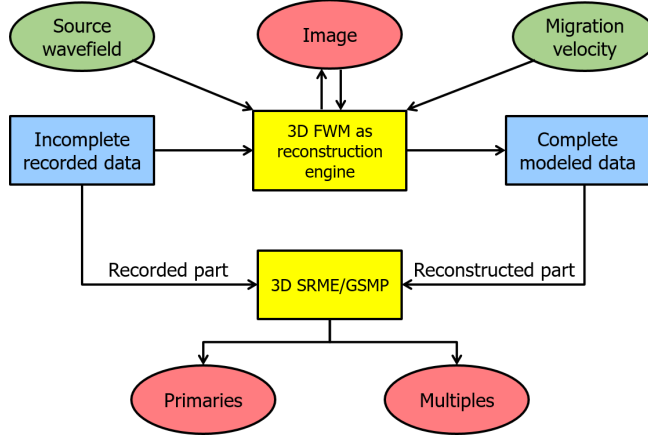 Source
wavefield
Image
Migration
velocity
Incomplete
recorded data
3D FWM as
reconstruction
engine
Complete
modeled data
Recorded part
Reconstructed part
3D SRME/GSMP
Primaries
Multiples